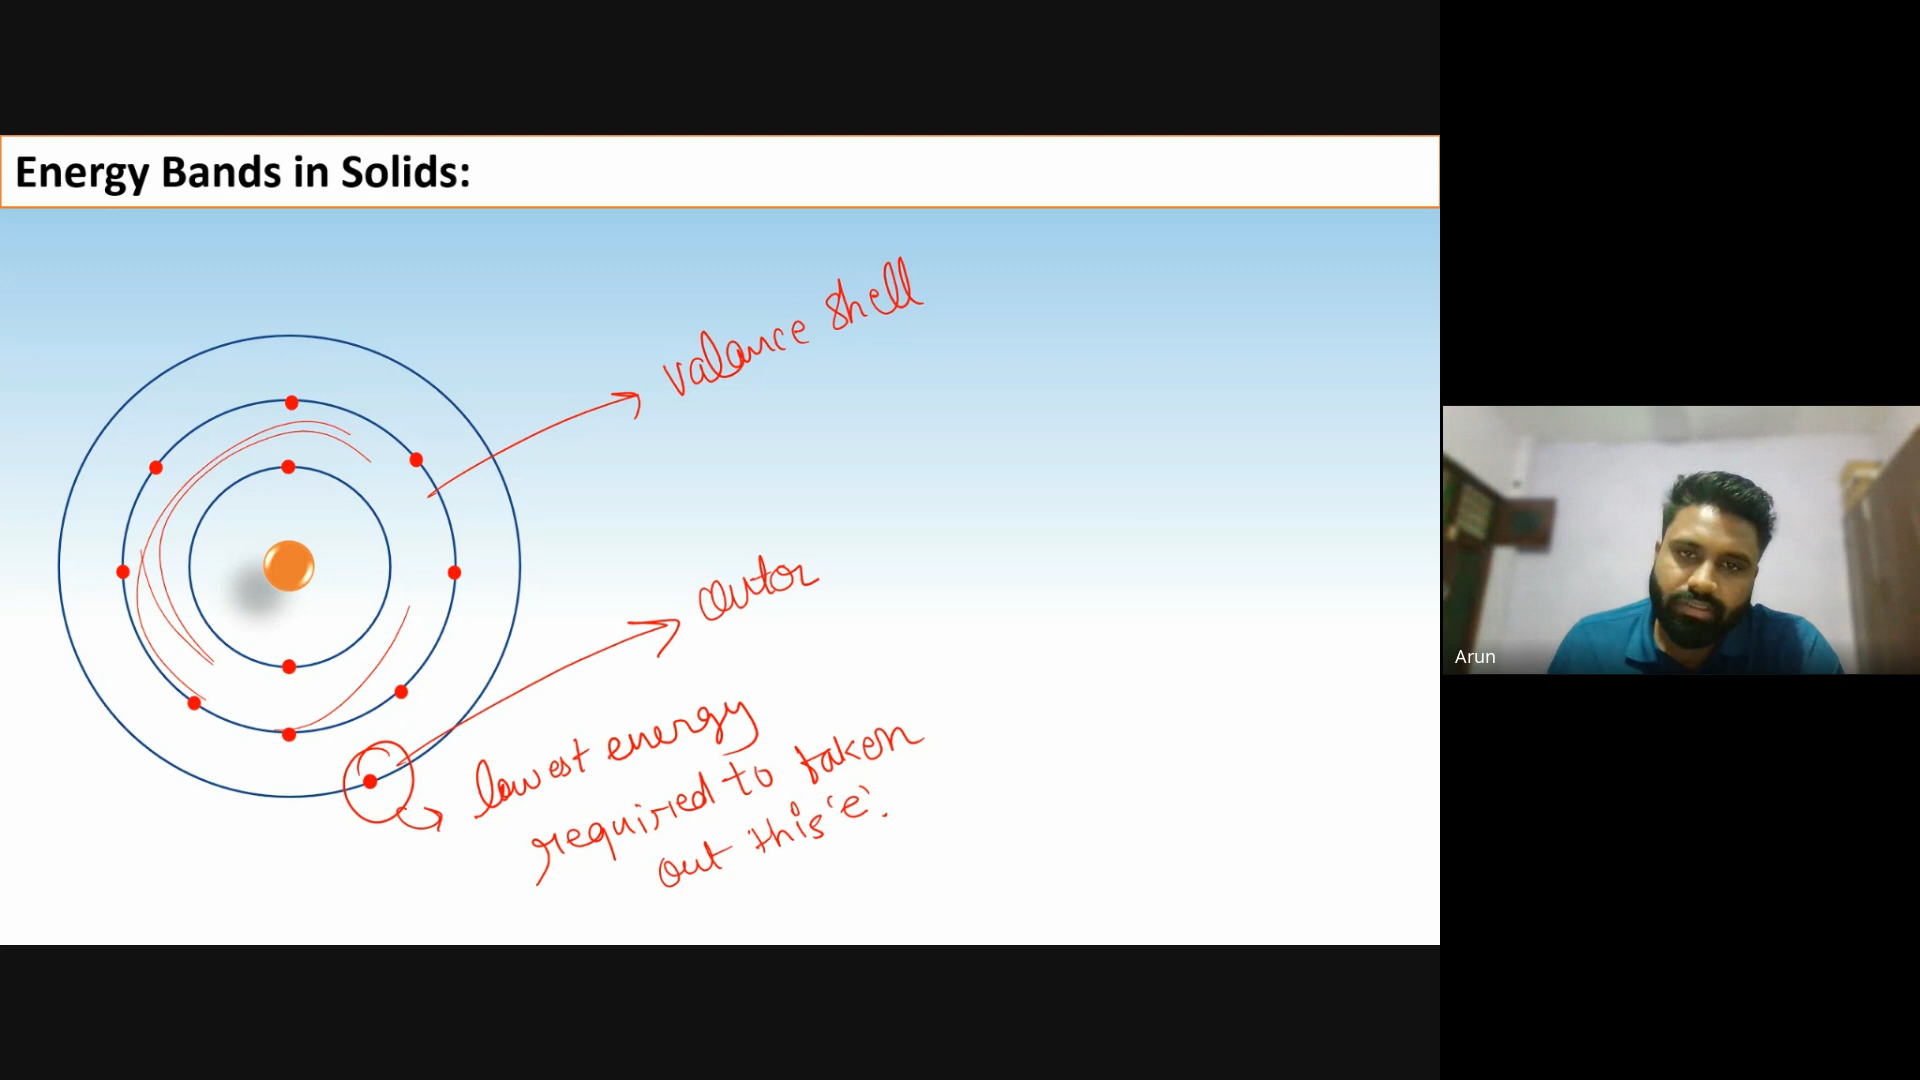 Energy Bands in Solids:
valance shell
outor
lowest energy
required to taken
out this 'e'.
Arun